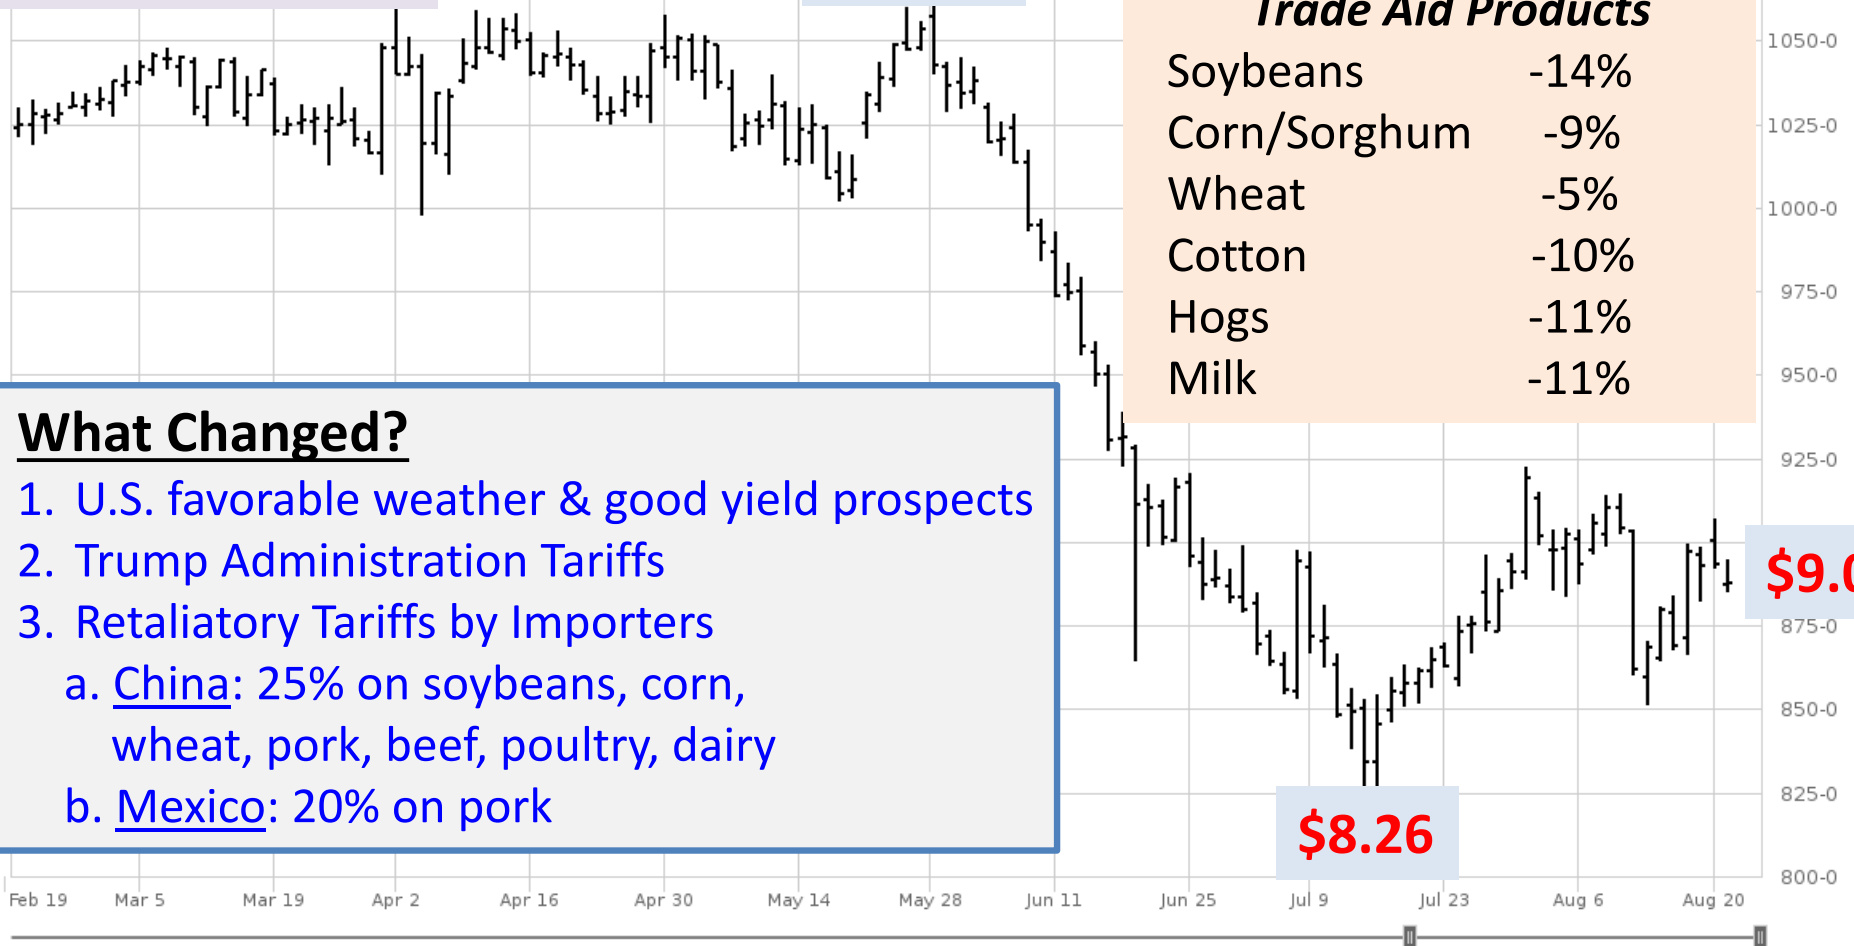 Trade Aid Products
Soybeans -14%
Corn/Sorghum -9%
Wheat -5%
Cotton -10%
Hogs -11%
Milk -11%
1050-0
1025-0
1000-0
975-0
950-0
925-0
875-0
850-0
825-0
800-0
What Changed?
1. U.S. favorable weather & good yield prospects
2. Trump Administration Tariffs
3. Retaliatory Tariffs by Importers
a. China: 25% on soybeans, corn,
wheat, pork, beef, poultry, dairy
b. Mexico: 20% on pork
$9.0
$8.26
Feb 19 Mar 5 Mar 19 Apr 2 Apr 16 Apr 30 May 14 May 28 Jun 11 Jun 25 Jul 9 Jul 23 Aug 6 Aug 20